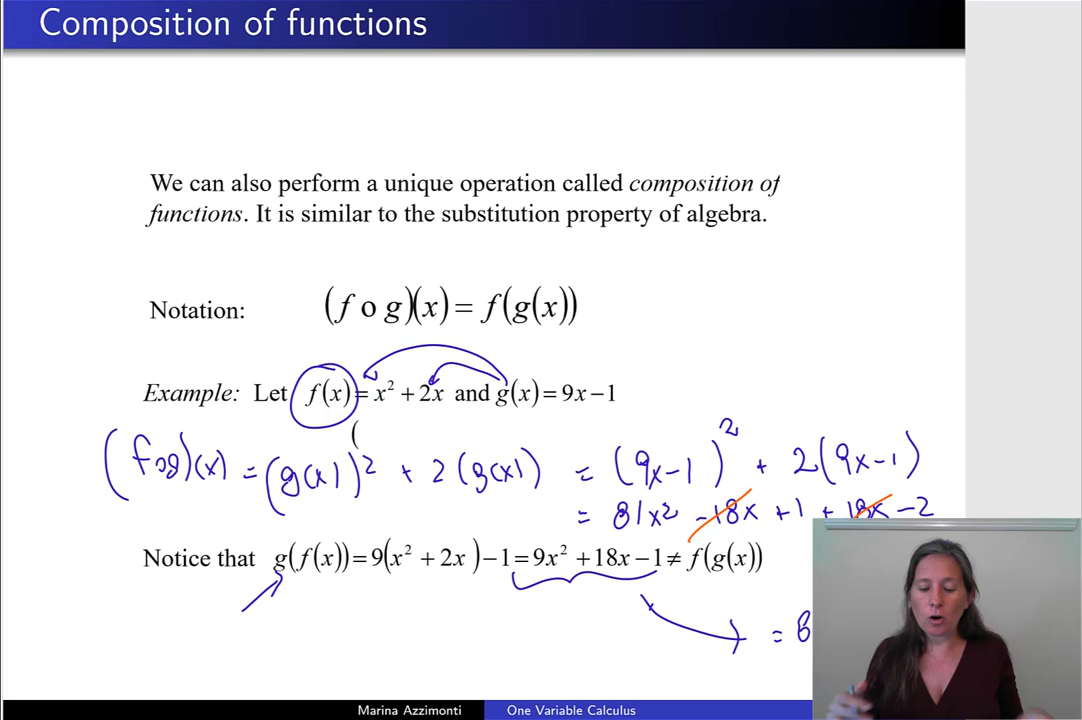 Composition of functions
We can also perform a unique operation called composition of
functions. It is similar to the substitution property of algebra.
Notation: (f o g)(x) = f(g(x))
Example: Let f(x) = x² + 2x and g(x) = 9x − 1
(
(fog)(x) = (g(x))² + 2(g(x)) = (9x−1)² + 2(9x−1)
= 81x² − 18x + 1 + 18x − 2
Notice that g(f(x)) = 9(x² + 2x) − 1 = 9x² + 18x − 1 ≠ f(g(x))
= 8
Marina Azzimonti One Variable Calculus